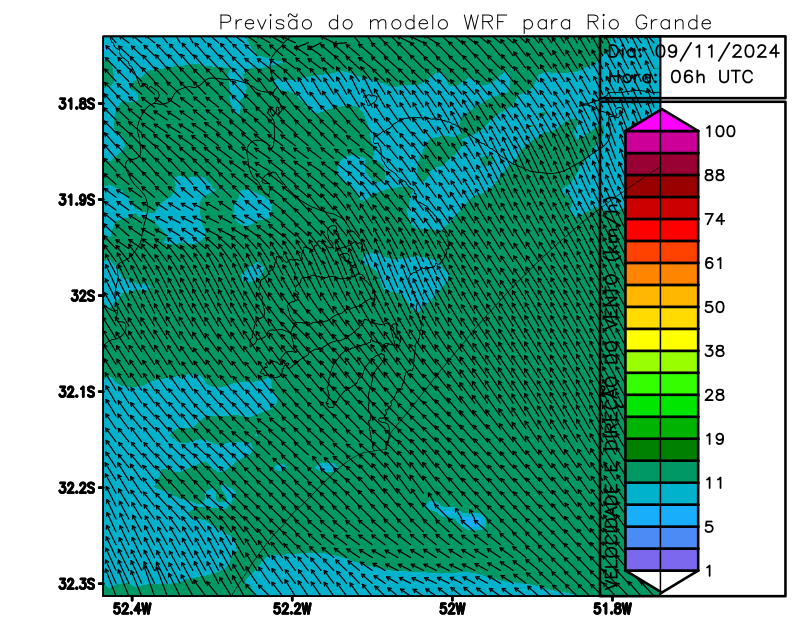 Previsão do modelo WRF para Rio Grande
Dia: 09/11/2024
Hora: 06h UTC
31.8S
31.9S
32S
32.1S
32.2S
32.3S
52.4W
52.2W
52W
51.8W
VELOCIDADE E DIREÇÃO DO VENTO (km/h)
100
88
74
61
50
38
28
19
11
5
1